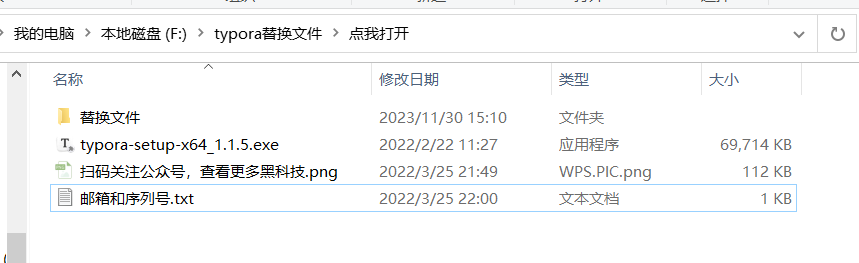 我的电脑 › 本地磁盘 (F:) › typora替换文件 › 点我打开
名称 修改日期 类型 大小
替换文件 2023/11/30 15:10 文件夹
typora-setup-x64_1.1.5.exe 2022/2/22 11:27 应用程序 69,714 KB
扫码关注公众号，查看更多黑科技.png 2022/3/25 21:49 WPS.PIC.png 112 KB
邮箱和序列号.txt 2022/3/25 22:00 文本文档 1 KB